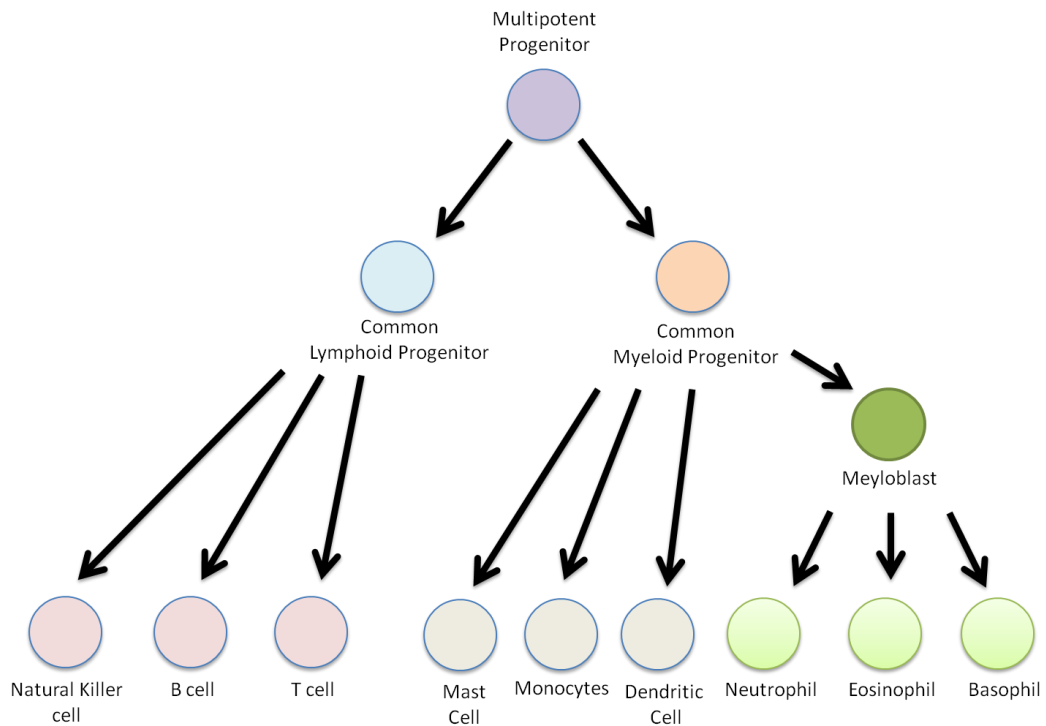 Multipotent
Progenitor
Common
Lymphoid Progenitor
Common
Myeloid Progenitor
Meyloblast
Natural Killer
cell
B cell
T cell
Mast
Cell
Monocytes
Dendritic
Cell
Neutrophil
Eosinophil
Basophil